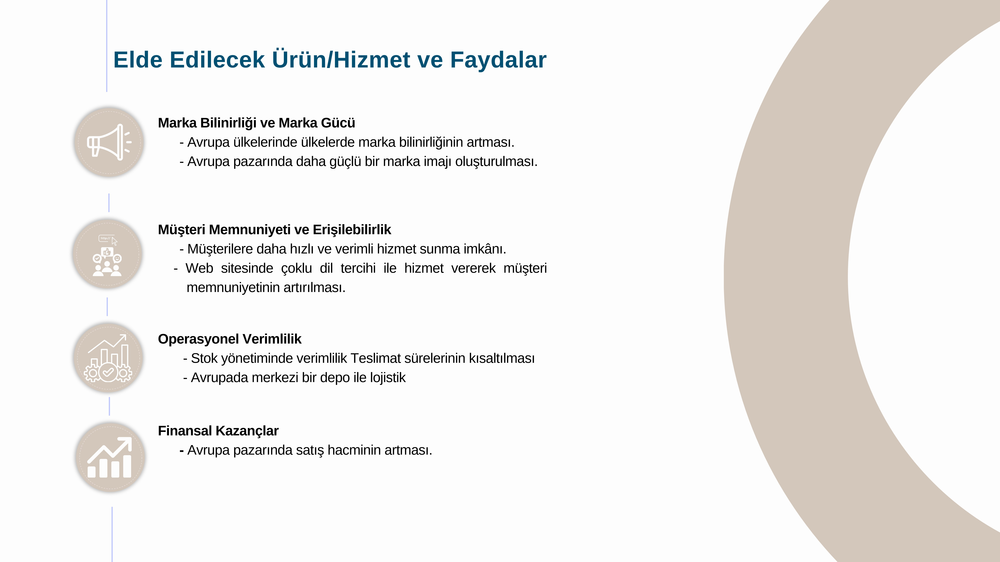 Elde Edilecek Ürün/Hizmet ve Faydalar
Marka Bilinirliği ve Marka Gücü
- Avrupa ülkelerinde ülkelerde marka bilinirliğinin artması.
- Avrupa pazarında daha güçlü bir marka imajı oluşturulması.
http://
Müşteri Memnuniyeti ve Erişilebilirlik
- Müşterilere daha hızlı ve verimli hizmet sunma imkânı.
- Web sitesinde çoklu dil tercihi ile hizmet vererek müşteri
memnuniyetinin artırılması.
Operasyonel Verimlilik
- Stok yönetiminde verimlilik Teslimat sürelerinin kısaltılması
- Avrupada merkezi bir depo ile lojistik
Finansal Kazançlar
- Avrupa pazarında satış hacminin artması.